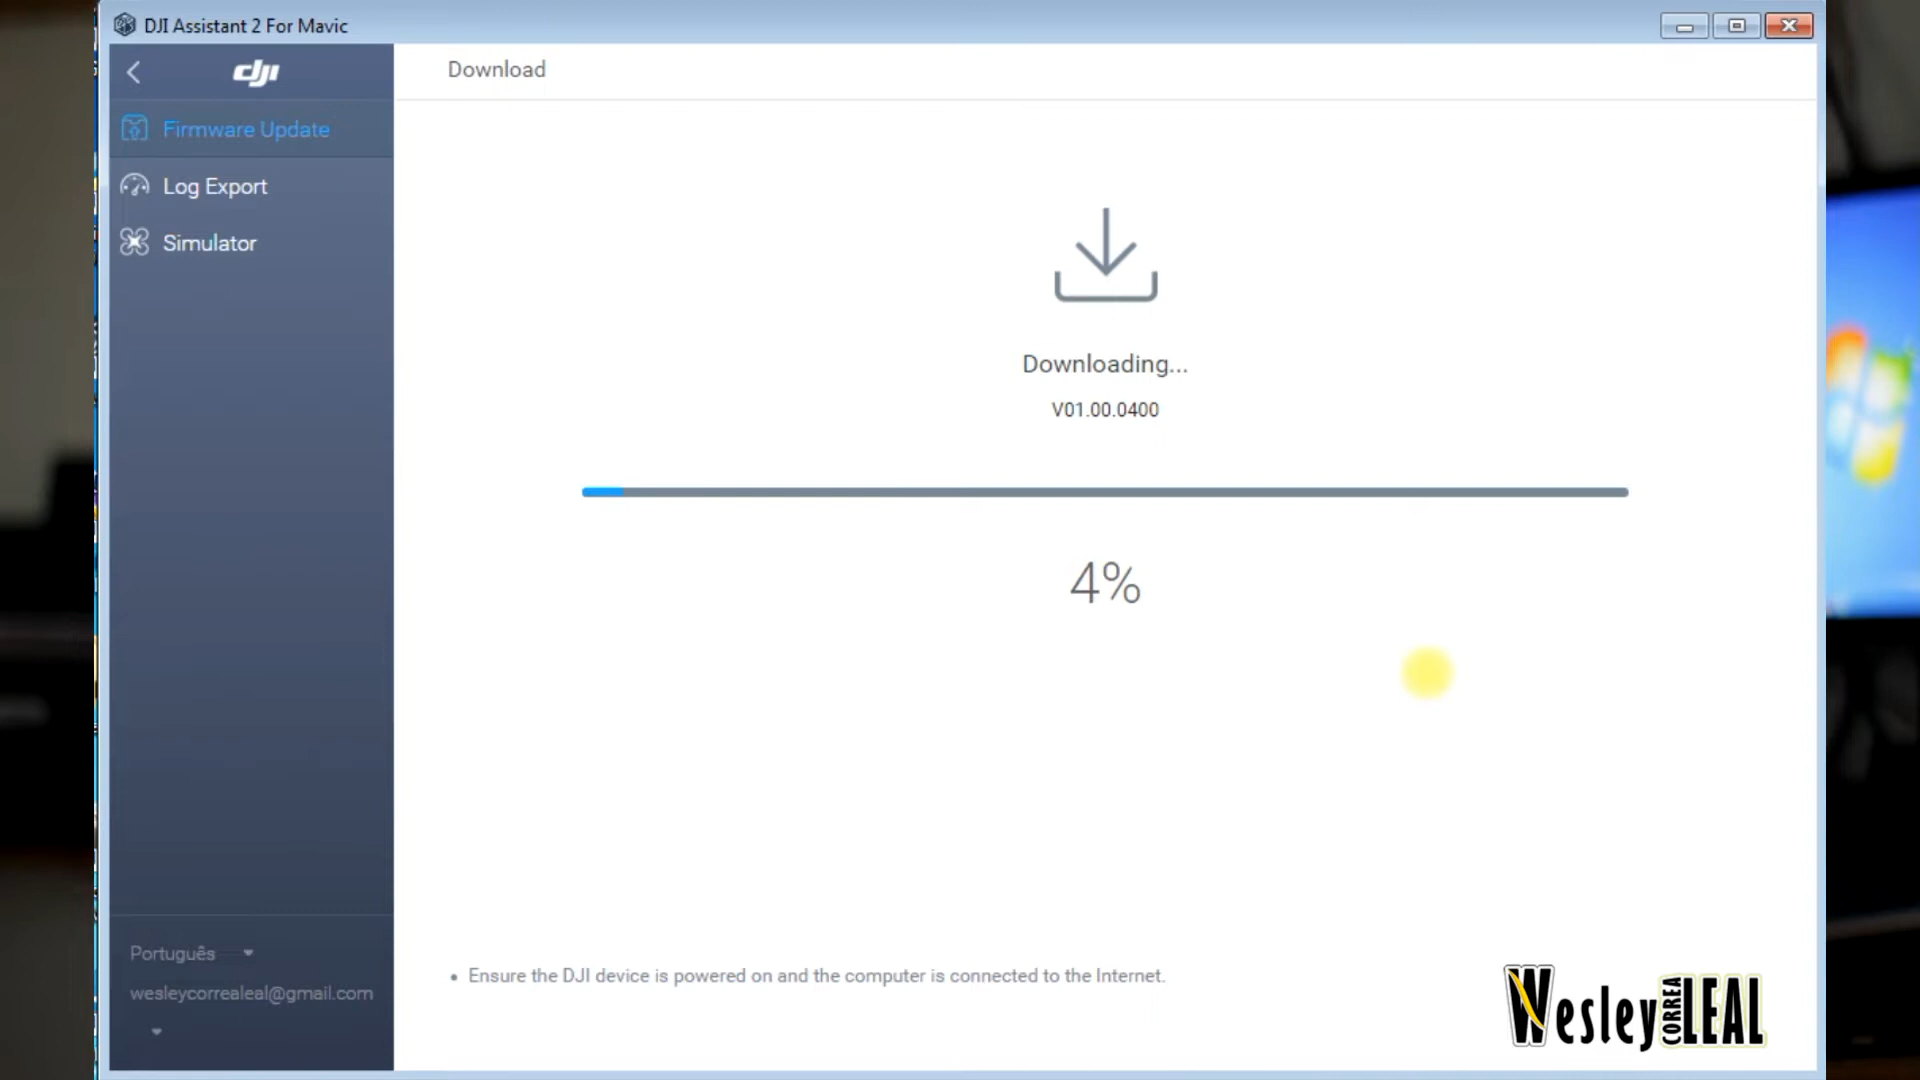 DJI Assistant 2 For Mavic
dji
Download
Firmware Update
Log Export
Simulator
Downloading...
V01.00.0400
4%
Português
wesleycorrealeal@gmail.com
Ensure the DJI device is powered on and the computer is connected to the Internet.
Wesley CORREA LEAL